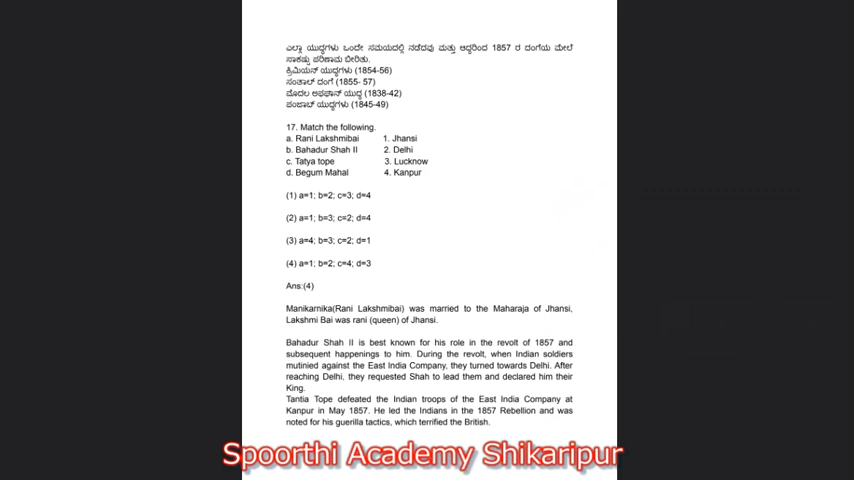 ಎಲ್ಲಾ ಯುದ್ಧಗಳು ಒಂದೇ ಸಮಯದಲ್ಲಿ ನಡೆದವು ಮತ್ತು ಆದ್ದರಿಂದ 1857 ರ ದಂಗೆಯ ಮೇಲೆ
ಸಾಕಷ್ಟು ಪರಿಣಾಮ ಬೀರಿತು.
ಕ್ರಿಮಿಯನ್ ಯುದ್ಧಗಳು (1854-56)
ಸಂತಾಲ್ ದಂಗೆ (1855- 57)
ಮೊದಲ ಅಫಘಾನ್ ಯುದ್ಧ (1838-42)
ಪಂಜಾಬ್ ಯುದ್ಧಗಳು (1845-49)
17. Match the following.
a. Rani Lakshmibai 1. Jhansi
b. Bahadur Shah II 2. Delhi
c. Tatya tope 3. Lucknow
d. Begum Mahal 4. Kanpur
(1) a=1; b=2; c=3; d=4
(2) a=1; b=3; c=2; d=4
(3) a=4; b=3; c=2; d=1
(4) a=1; b=2; c=4; d=3
Ans:(4)
Manikarnika(Rani Lakshmibai) was married to the Maharaja of Jhansi,
Lakshmi Bai was rani (queen) of Jhansi.
Bahadur Shah II is best known for his role in the revolt of 1857 and
subsequent happenings to him. During the revolt, when Indian soldiers
mutinied against the East India Company, they turned towards Delhi. After
reaching Delhi, they requested Shah to lead them and declared him their
King.
Tantia Tope defeated the Indian troops of the East India Company at
Kanpur in May 1857. He led the Indians in the 1857 Rebellion and was
noted for his guerilla tactics, which terrified the British.
Spoorthi Academy Shikaripur